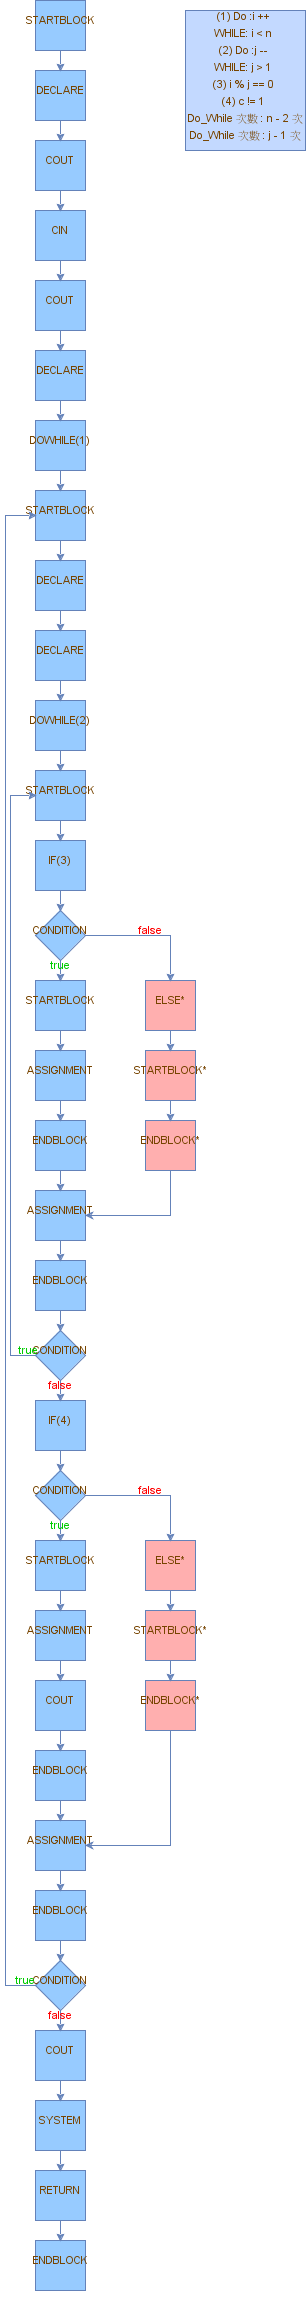 STARTBLOCK
(1) Do :i ++
WHILE: i < n
(2) Do :j --
WHILE: j > 1
(3) i % j == 0
(4) c != 1
Do_While 次數 : n - 2 次
Do_While 次數 : j - 1 次
DECLARE
COUT
CIN
COUT
DECLARE
DOWHILE(1)
STARTBLOCK
DECLARE
DECLARE
DOWHILE(2)
STARTBLOCK
IF(3)
CONDITION
false
true
STARTBLOCK
ELSE*
ASSIGNMENT
STARTBLOCK*
ENDBLOCK
ENDBLOCK*
ASSIGNMENT
ENDBLOCK
true
CONDITION
false
IF(4)
CONDITION
false
true
STARTBLOCK
ELSE*
ASSIGNMENT
STARTBLOCK*
COUT
ENDBLOCK*
ENDBLOCK
ASSIGNMENT
ENDBLOCK
true
CONDITION
false
COUT
SYSTEM
RETURN
ENDBLOCK